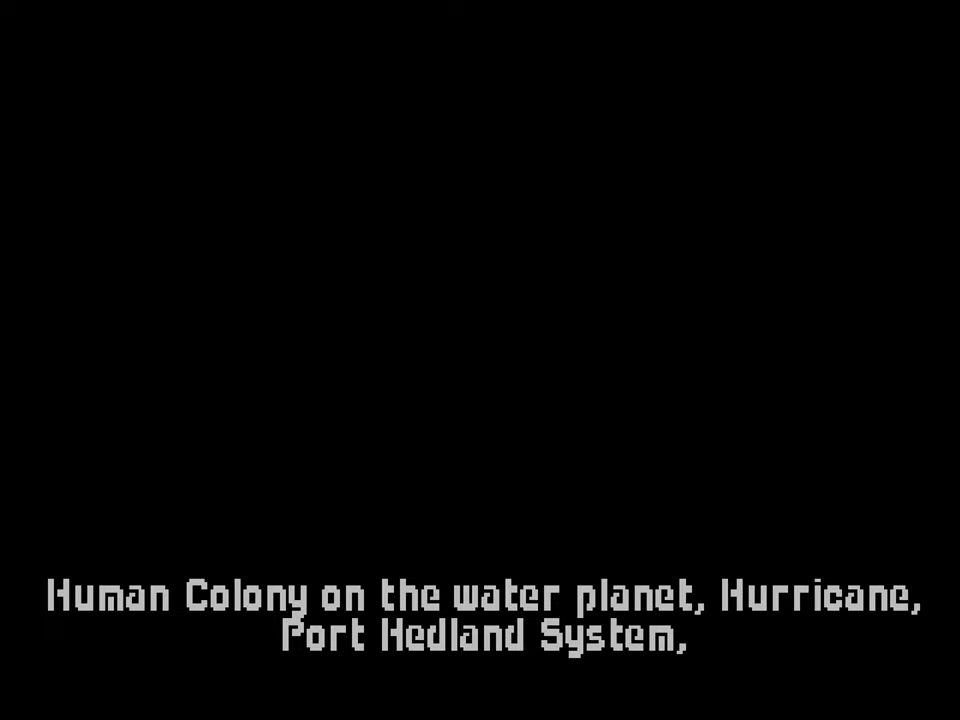 Human Colony on the water planet, Hurricane,
Port Hedland System,